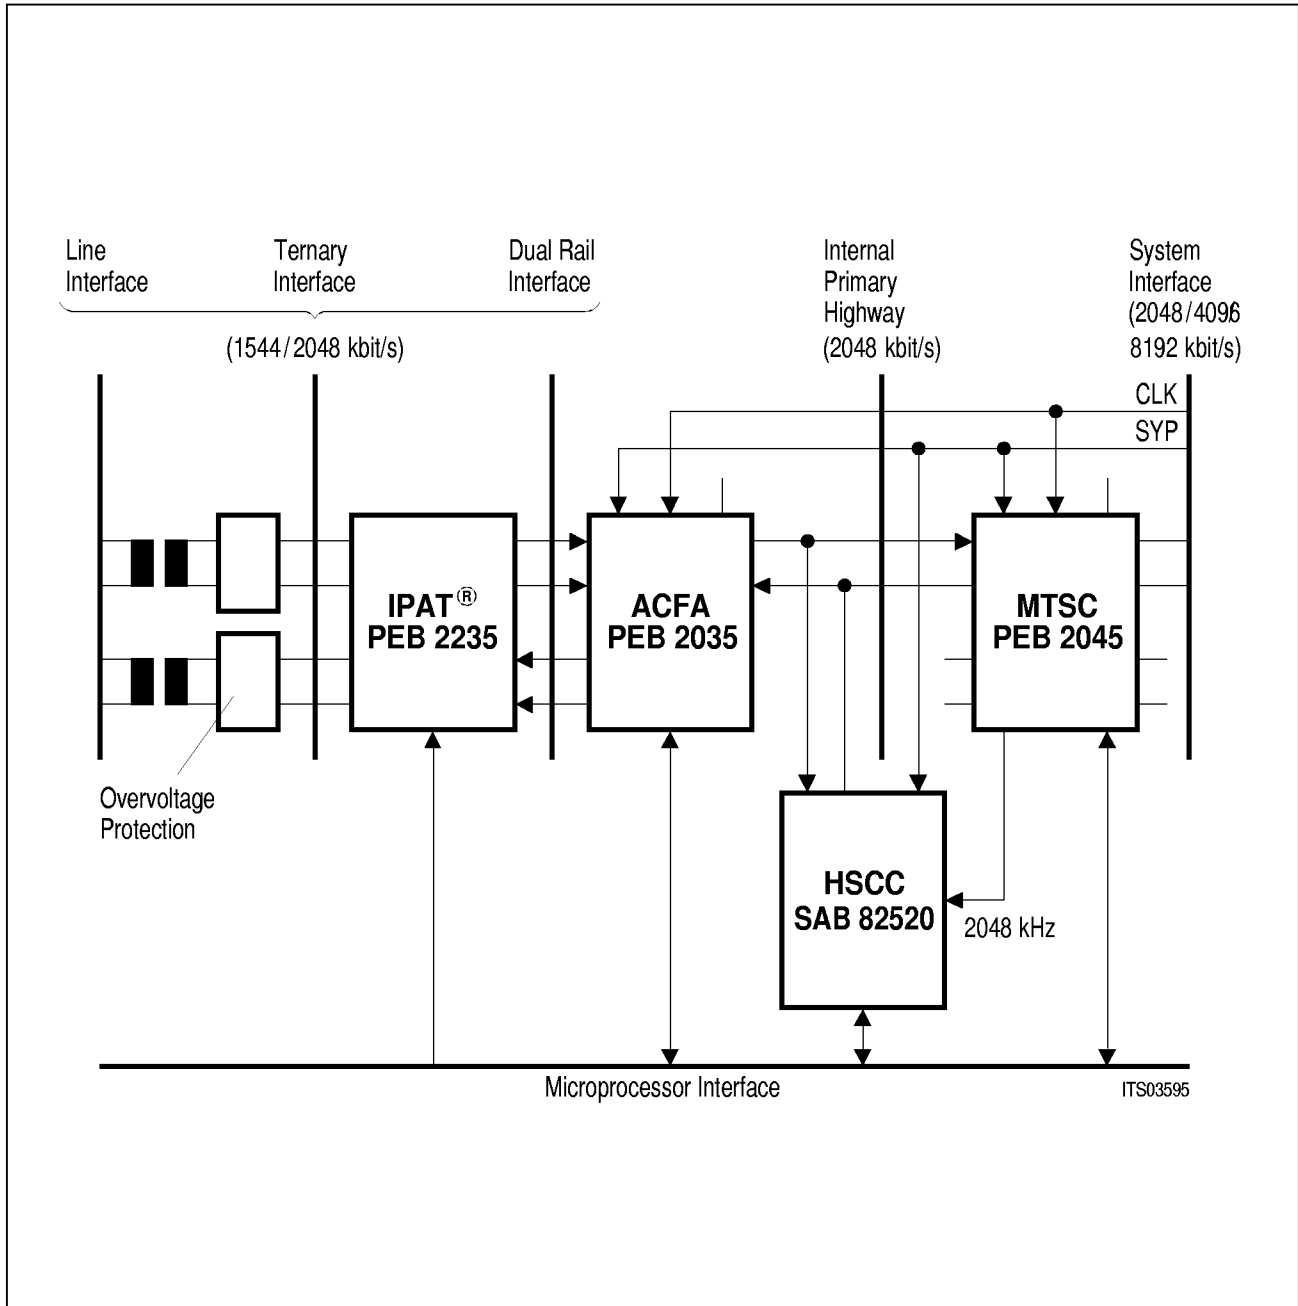 Line
Interface
Ternary
Interface
Dual Rail
Interface
Internal
Primary
Highway
(2048 kbit/s)
System
Interface
(2048/4096
8192 kbit/s)
(1544/2048 kbit/s)
CLK
SYP
IPAT®
PEB 2235
ACFA
PEB 2035
MTSC
PEB 2045
Overvoltage
Protection
HSCC
SAB 82520
2048 kHz
Microprocessor Interface
ITS03595